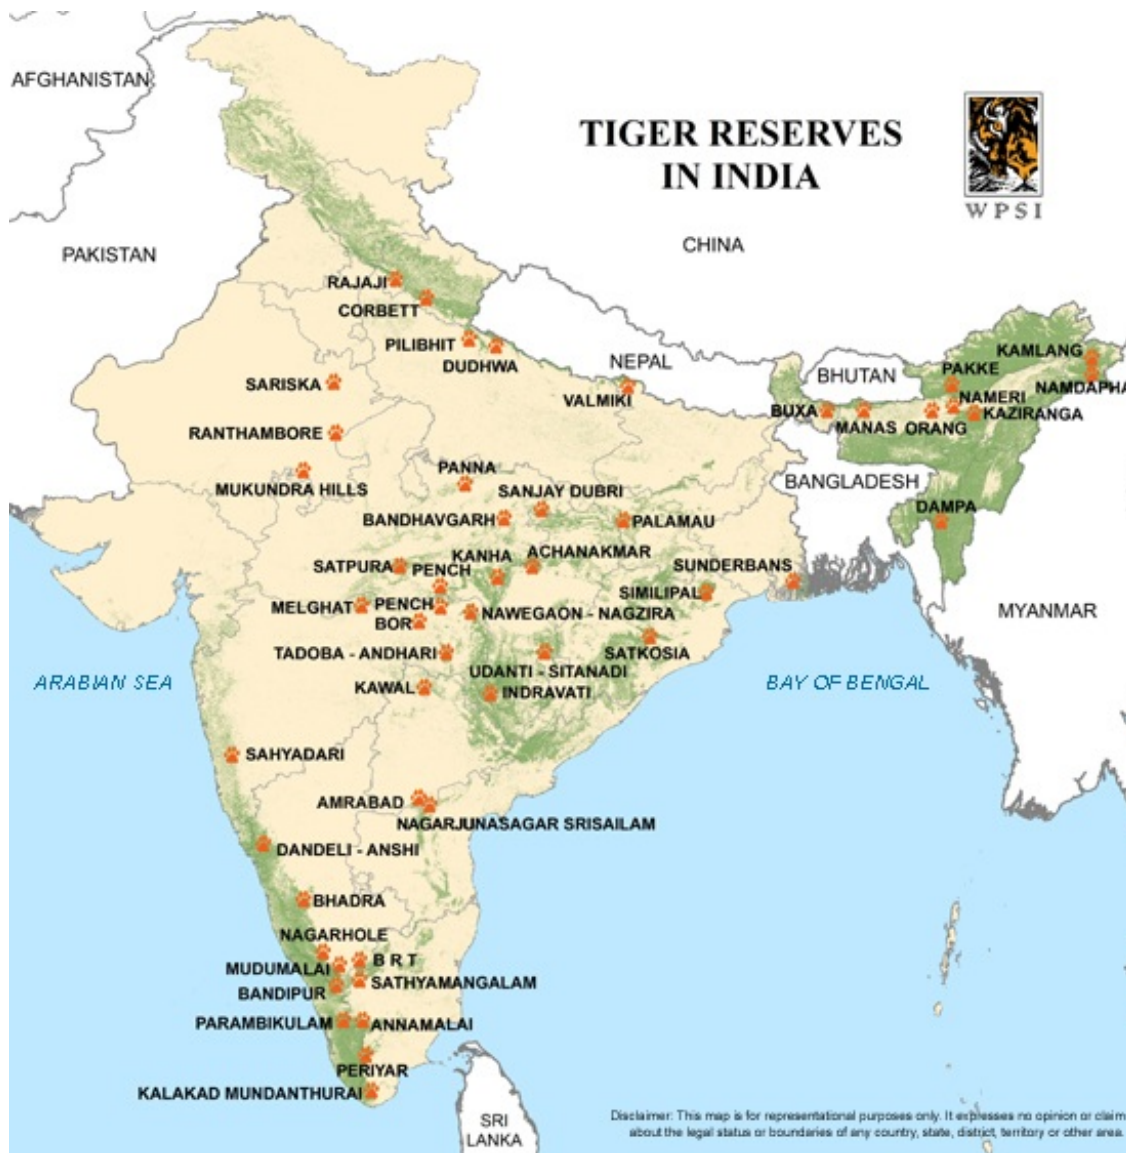 AFGHANISTAN
TIGER RESERVES
IN INDIA
WPSI
PAKISTAN
CHINA
RAJAJI
CORBETT
PILIBHIT
DUDHWA
NEPAL
BHUTAN
KAMLANG
PAKKE
NAMDAPHA
SARISKA
VALMIKI
BUXA
MANAS
ORANG
NAMERI
KAZIRANGA
RANTHAMBORE
MUKUNDRA HILLS
PANNA
SANJAY DUBRI
BANGLADESH
BANDHAVGARH
PALAMAU
DAMPA
SATPURA
PENCH
KANHA
ACHANAKMAR
SUNDERBANS
SIMILIPAL
MELGHAT
PENCH
BOR
NAWEGAON - NAGZIRA
MYANMAR
TADOBA - ANDHARI
UDANTI - SITANADI
SATKOSIA
KAWAL
INDRAVATI
ARABIAN SEA
BAY OF BENGAL
SAHYADARI
AMRABAD
NAGARJUNASAGAR SRISAILAM
DANDELI - ANSHI
BHADRA
NAGARHOLE
B R T
MUDUMALAI
SATHYAMANGALAM
BANDIPUR
PARAMBIKULAM
ANNAMALAI
PERIYAR
KALAKAD MUNDANTHURAI
SRI
LANKA
Disclaimer: This map is for representational purposes only. It expresses no opinion or claim
about the legal status or boundaries of any country, state, district, territory or other area.